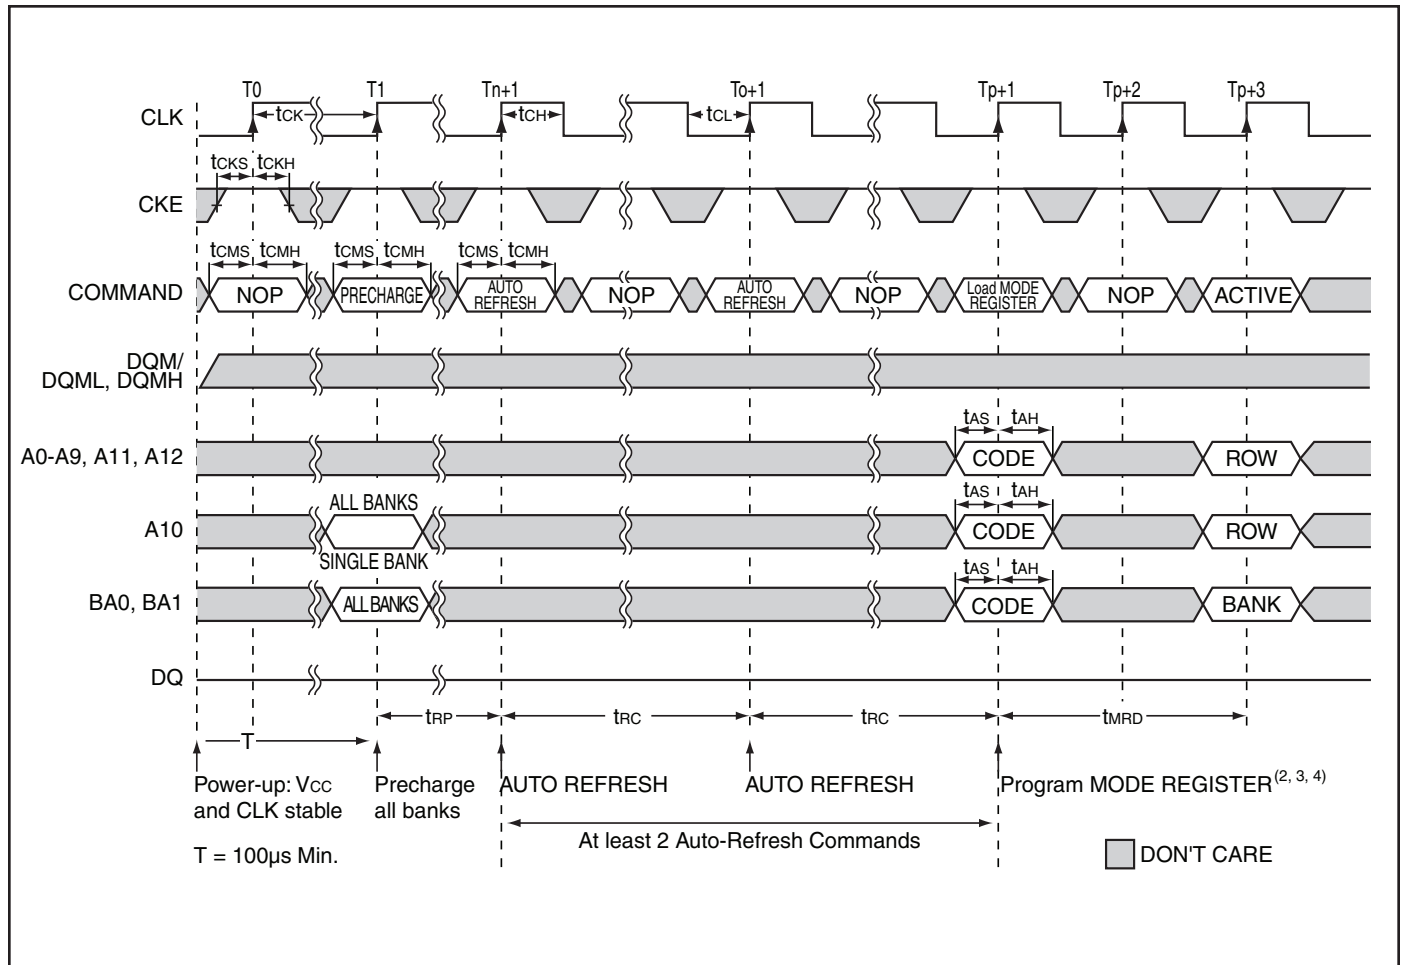 T0 T1 Tn+1 To+1 Tp+1 Tp+2 Tp+3
CLK tCK tCH tCL
tCKS tCKH
CKE
tCMS tCMH tCMS tCMH tCMS tCMH
COMMAND NOP PRECHARGE AUTO REFRESH NOP AUTO REFRESH NOP Load MODE REGISTER NOP ACTIVE
DQM/
DQML, DQMH
tAS tAH
A0-A9, A11, A12 CODE ROW
ALL BANKS tAS tAH
A10 CODE ROW
SINGLE BANK tAS tAH
BA0, BA1 ALL BANKS CODE BANK
DQ
tRP tRC tRC tMRD
T
Power-up: VCC Precharge AUTO REFRESH AUTO REFRESH Program MODE REGISTER(2, 3, 4)
and CLK stable all banks
At least 2 Auto-Refresh Commands
T = 100µs Min. DON'T CARE